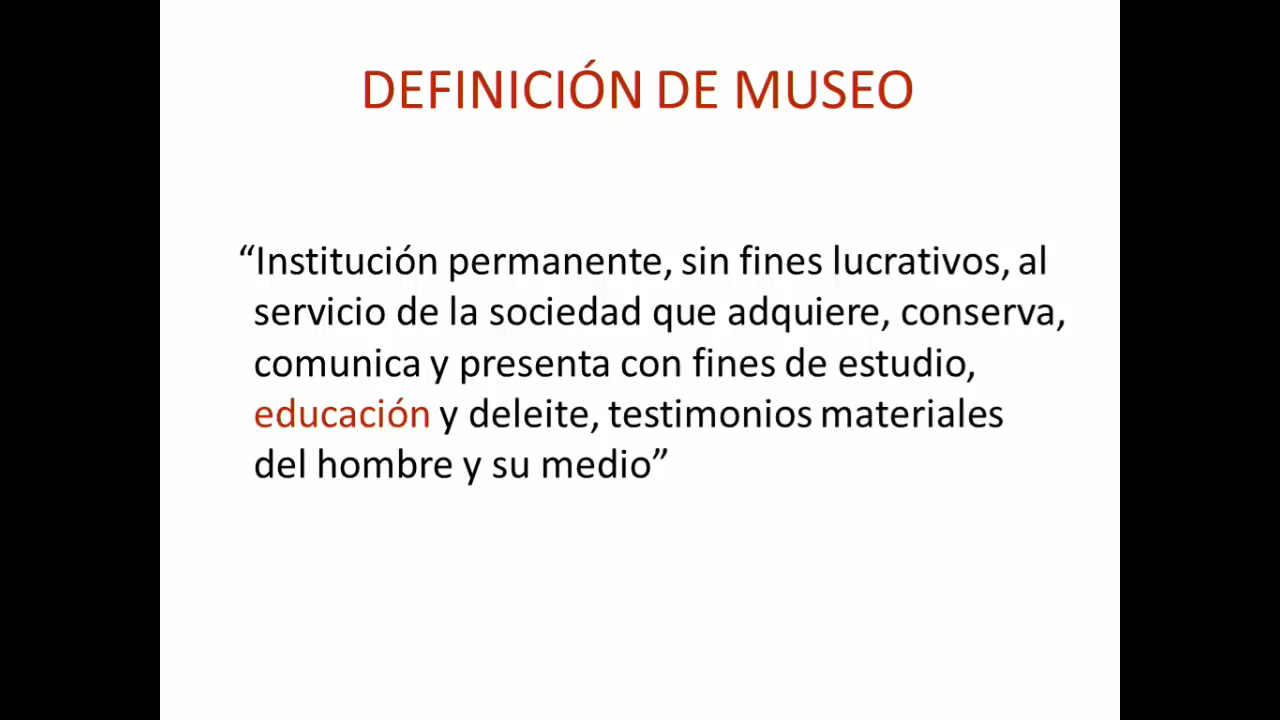 DEFINICIÓN DE MUSEO
“Institución permanente, sin fines lucrativos, al
servicio de la sociedad que adquiere, conserva,
comunica y presenta con fines de estudio,
educación y deleite, testimonios materiales
del hombre y su medio”